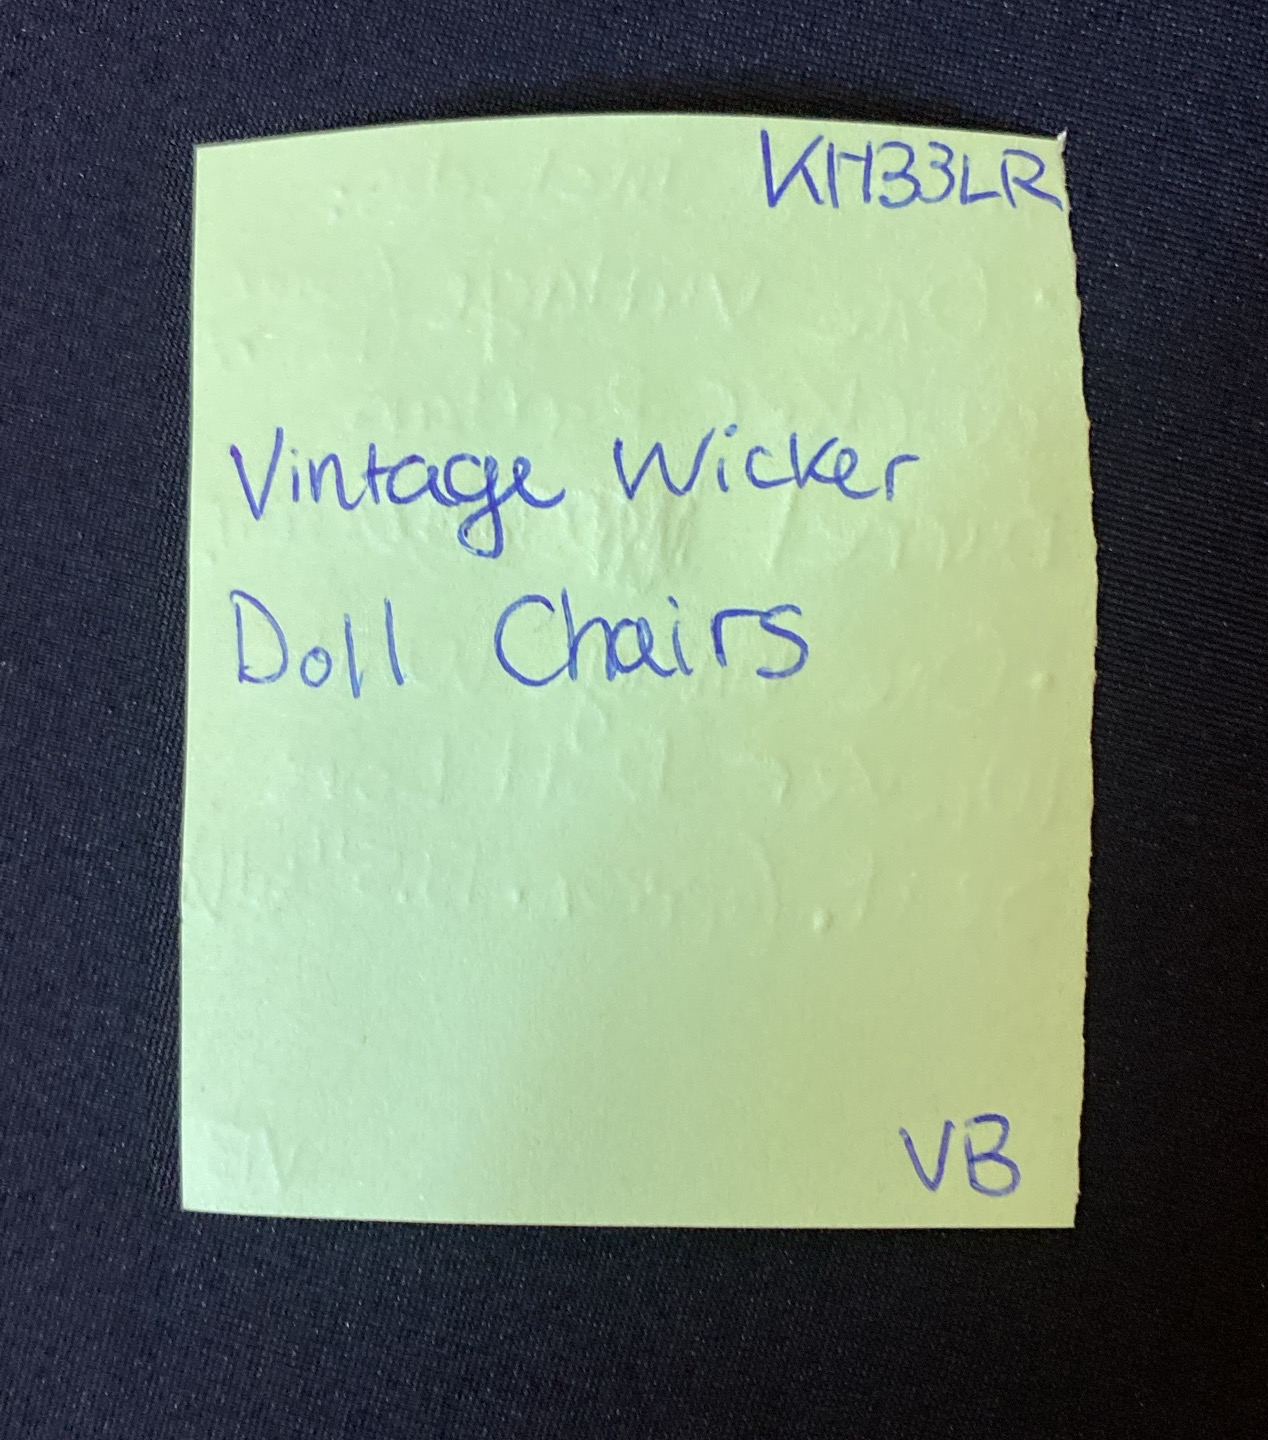 KH33LR
Vintage Wicker
Doll Chairs
VB